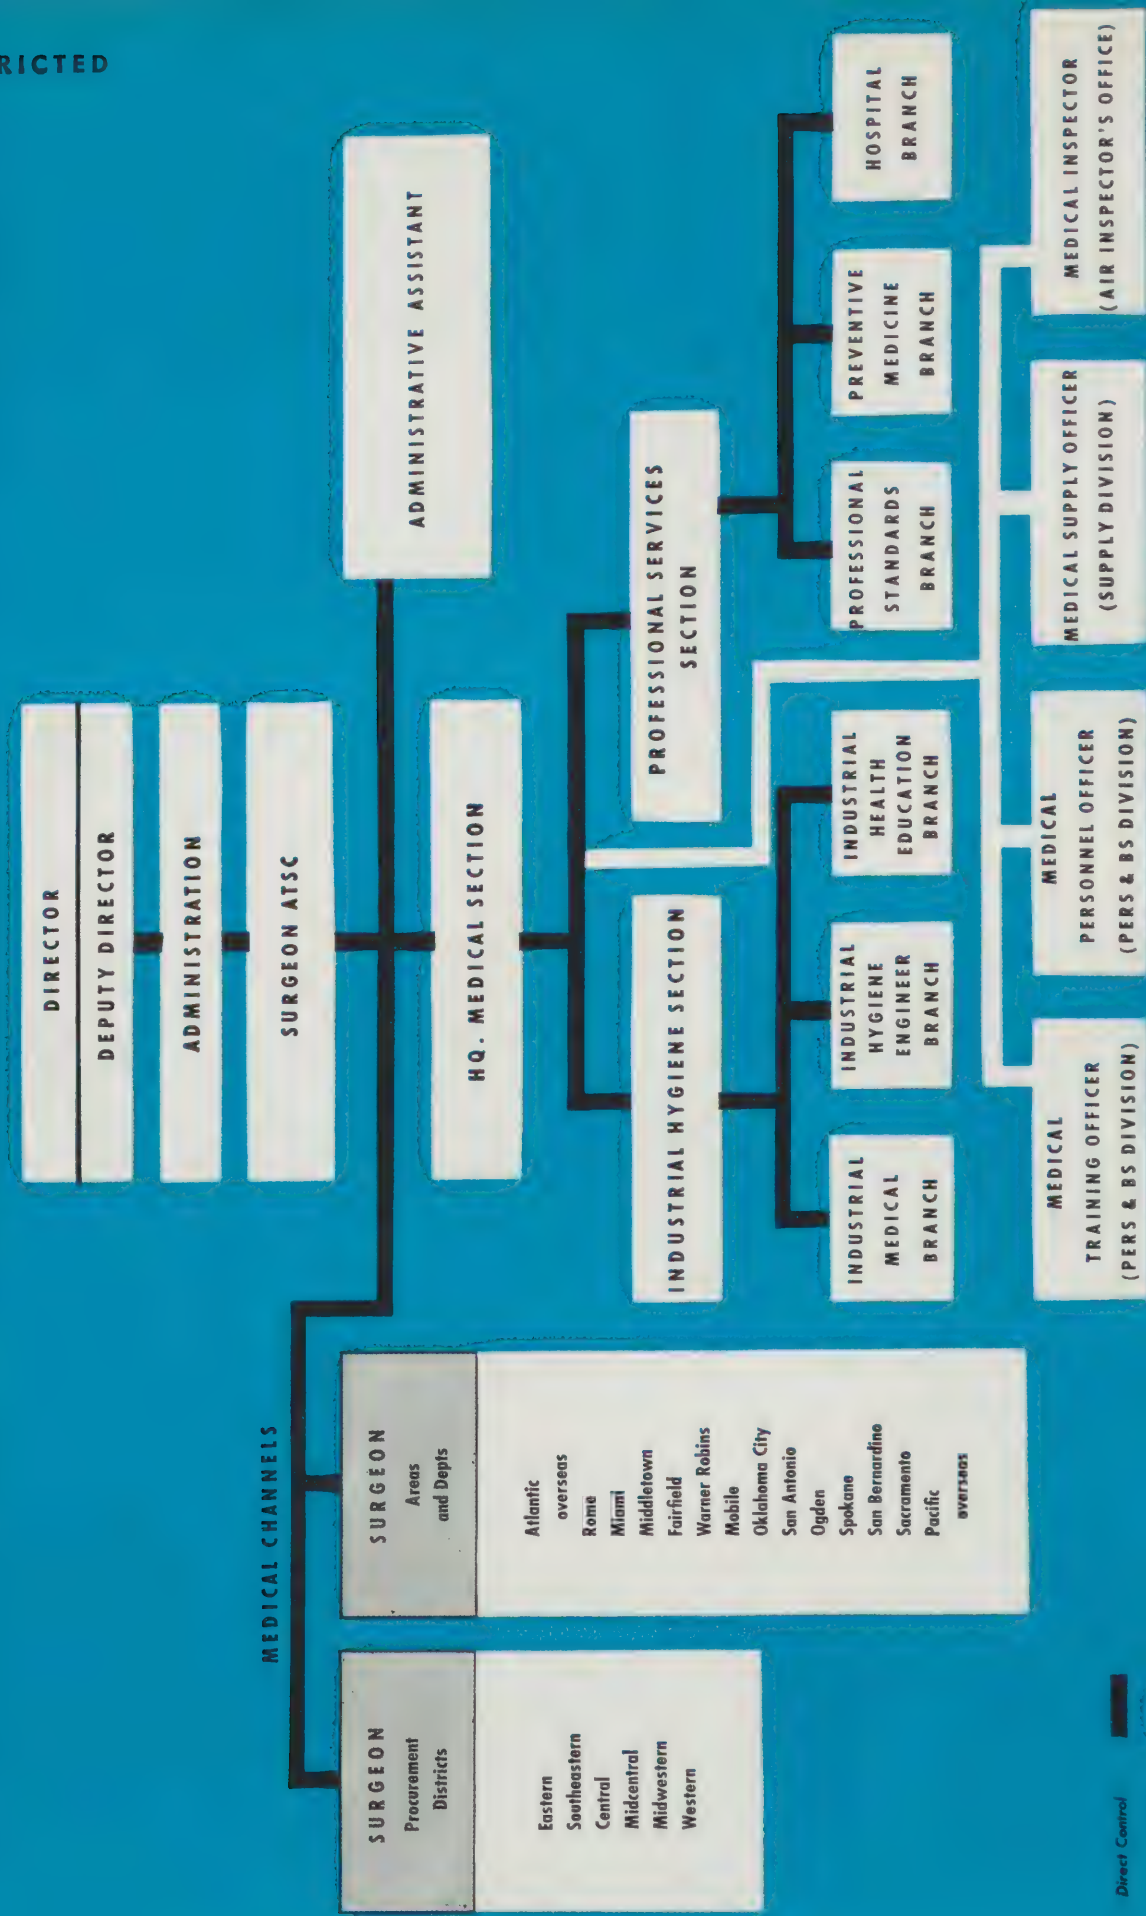 RICTED
DIRECTOR
DEPUTY DIRECTOR
ADMINISTRATION
SURGEON ATSC
ADMINISTRATIVE ASSISTANT
MEDICAL CHANNELS
HQ. MEDICAL SECTION
SURGEON
Procurement
Districts
Eastern
Southeastern
Central
Midcentral
Midwestern
Western
SURGEON
Areas
and Depts
Atlantic
overseas
Rome
Miami
Middletown
Fairfield
Warner Robins
Mobile
Oklahoma City
San Antonio
Ogden
Spokane
San Bernardino
Sacramento
Pacific
overseas
INDUSTRIAL HYGIENE SECTION
PROFESSIONAL SERVICES
SECTION
INDUSTRIAL
MEDICAL
BRANCH
INDUSTRIAL
HYGIENE
ENGINEER
BRANCH
INDUSTRIAL
HEALTH
EDUCATION
BRANCH
PROFESSIONAL
STANDARDS
BRANCH
PREVENTIVE
MEDICINE
BRANCH
HOSPITAL
BRANCH
MEDICAL
TRAINING OFFICER
(PERS & BS DIVISION)
MEDICAL
PERSONNEL OFFICER
(PERS & BS DIVISION)
MEDICAL SUPPLY OFFICER
(SUPPLY DIVISION)
MEDICAL INSPECTOR
(AIR INSPECTOR'S OFFICE)
Direct Control